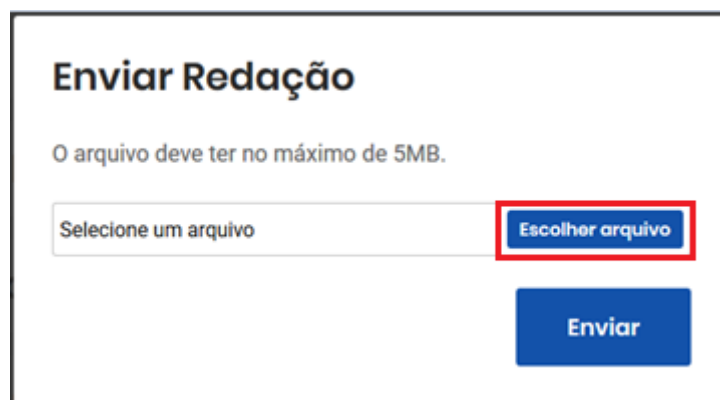 Enviar Redação
O arquivo deve ter no máximo de 5MB.
Selecione um arquivo Escolher arquivo
Enviar